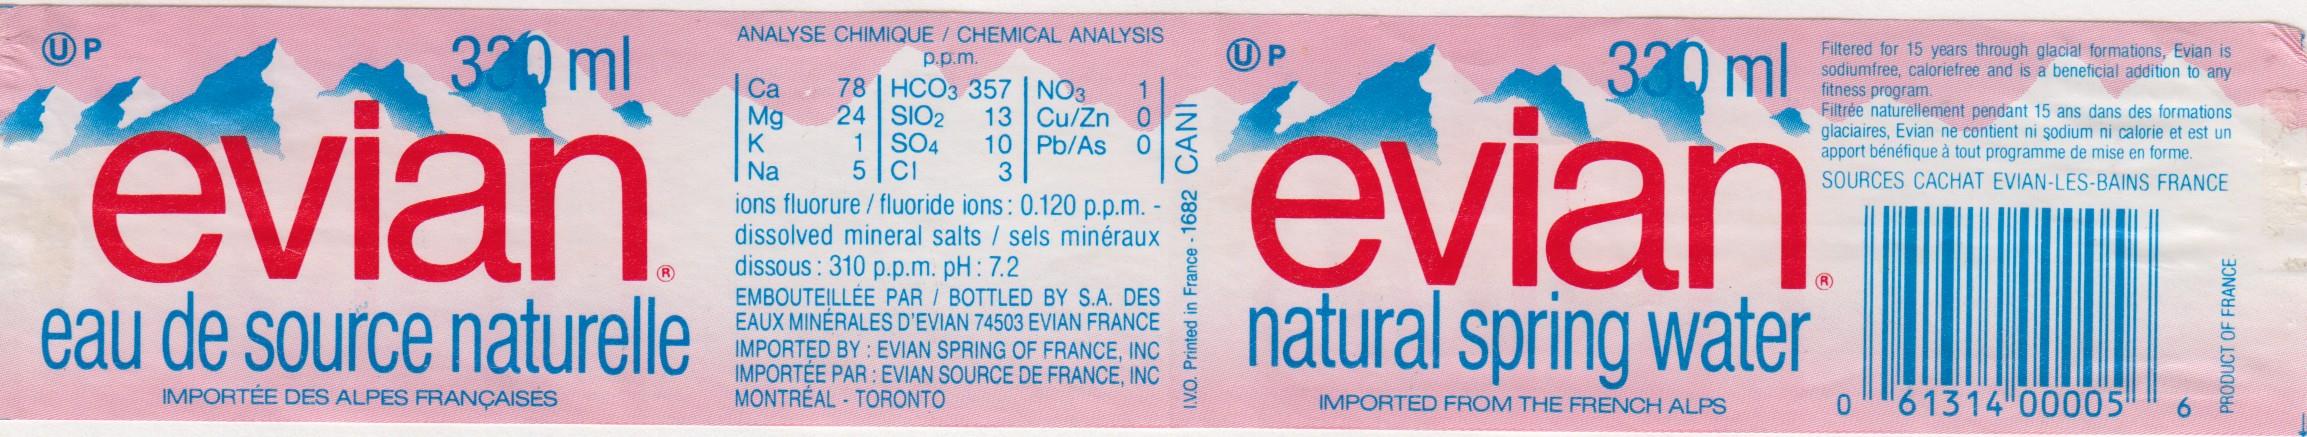 Ⓤ P
330 ml
evian®
eau de source naturelle
IMPORTÉE DES ALPES FRANÇAISES
ANALYSE CHIMIQUE / CHEMICAL ANALYSIS
p.p.m.
Ca 78 HCO3 357 NO3 1
Mg 24 SIO2 13 Cu/Zn 0
K 1 SO4 10 Pb/As 0
Na 5 Cl 3
ions fluorure / fluoride ions : 0.120 p.p.m. -
dissolved mineral salts / sels minéraux
dissous : 310 p.p.m. pH : 7.2
EMBOUTEILLÉE PAR / BOTTLED BY S.A. DES
EAUX MINÉRALES D'EVIAN 74503 EVIAN FRANCE
IMPORTED BY : EVIAN SPRING OF FRANCE, INC
IMPORTÉE PAR : EVIAN SOURCE DE FRANCE, INC
MONTRÉAL - TORONTO
I.V.O. Printed in France - 1682 CANI
Ⓤ P
330 ml
evian®
natural spring water
IMPORTED FROM THE FRENCH ALPS
Filtered for 15 years through glacial formations, Evian is
sodiumfree, caloriefree and is a beneficial addition to any
fitness program.
Filtrée naturellement pendant 15 ans dans des formations
glaciaires, Evian ne contient ni sodium ni calorie et est un
apport bénéfique à tout programme de mise en forme.
SOURCES CACHAT EVIAN-LES-BAINS FRANCE
0 61314 00005 6
PRODUCT OF FRANCE